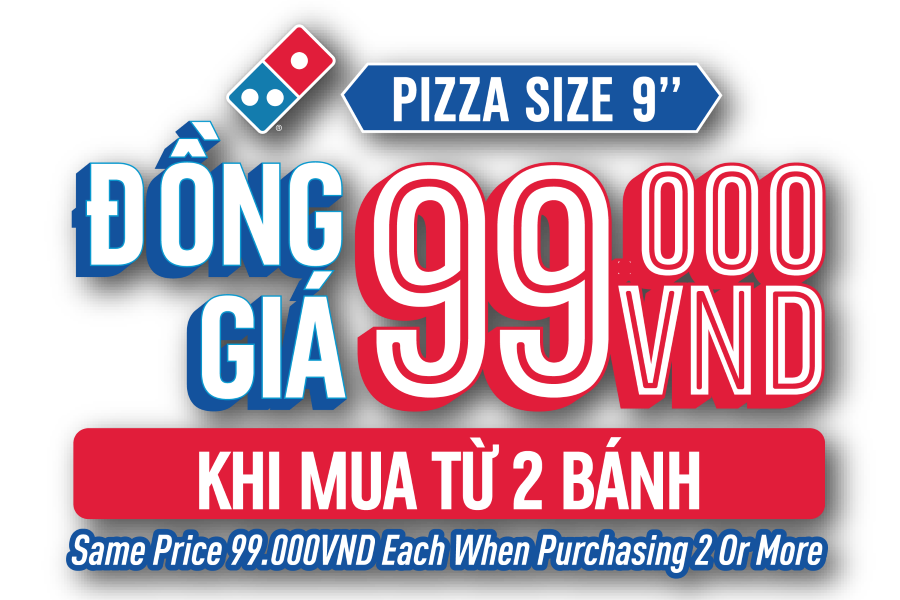 PIZZA SIZE 9’’
ĐỒNG
GIÁ
99.000
VND
KHI MUA TỪ 2 BÁNH
Same Price 99.000VND Each When Purchasing 2 Or More